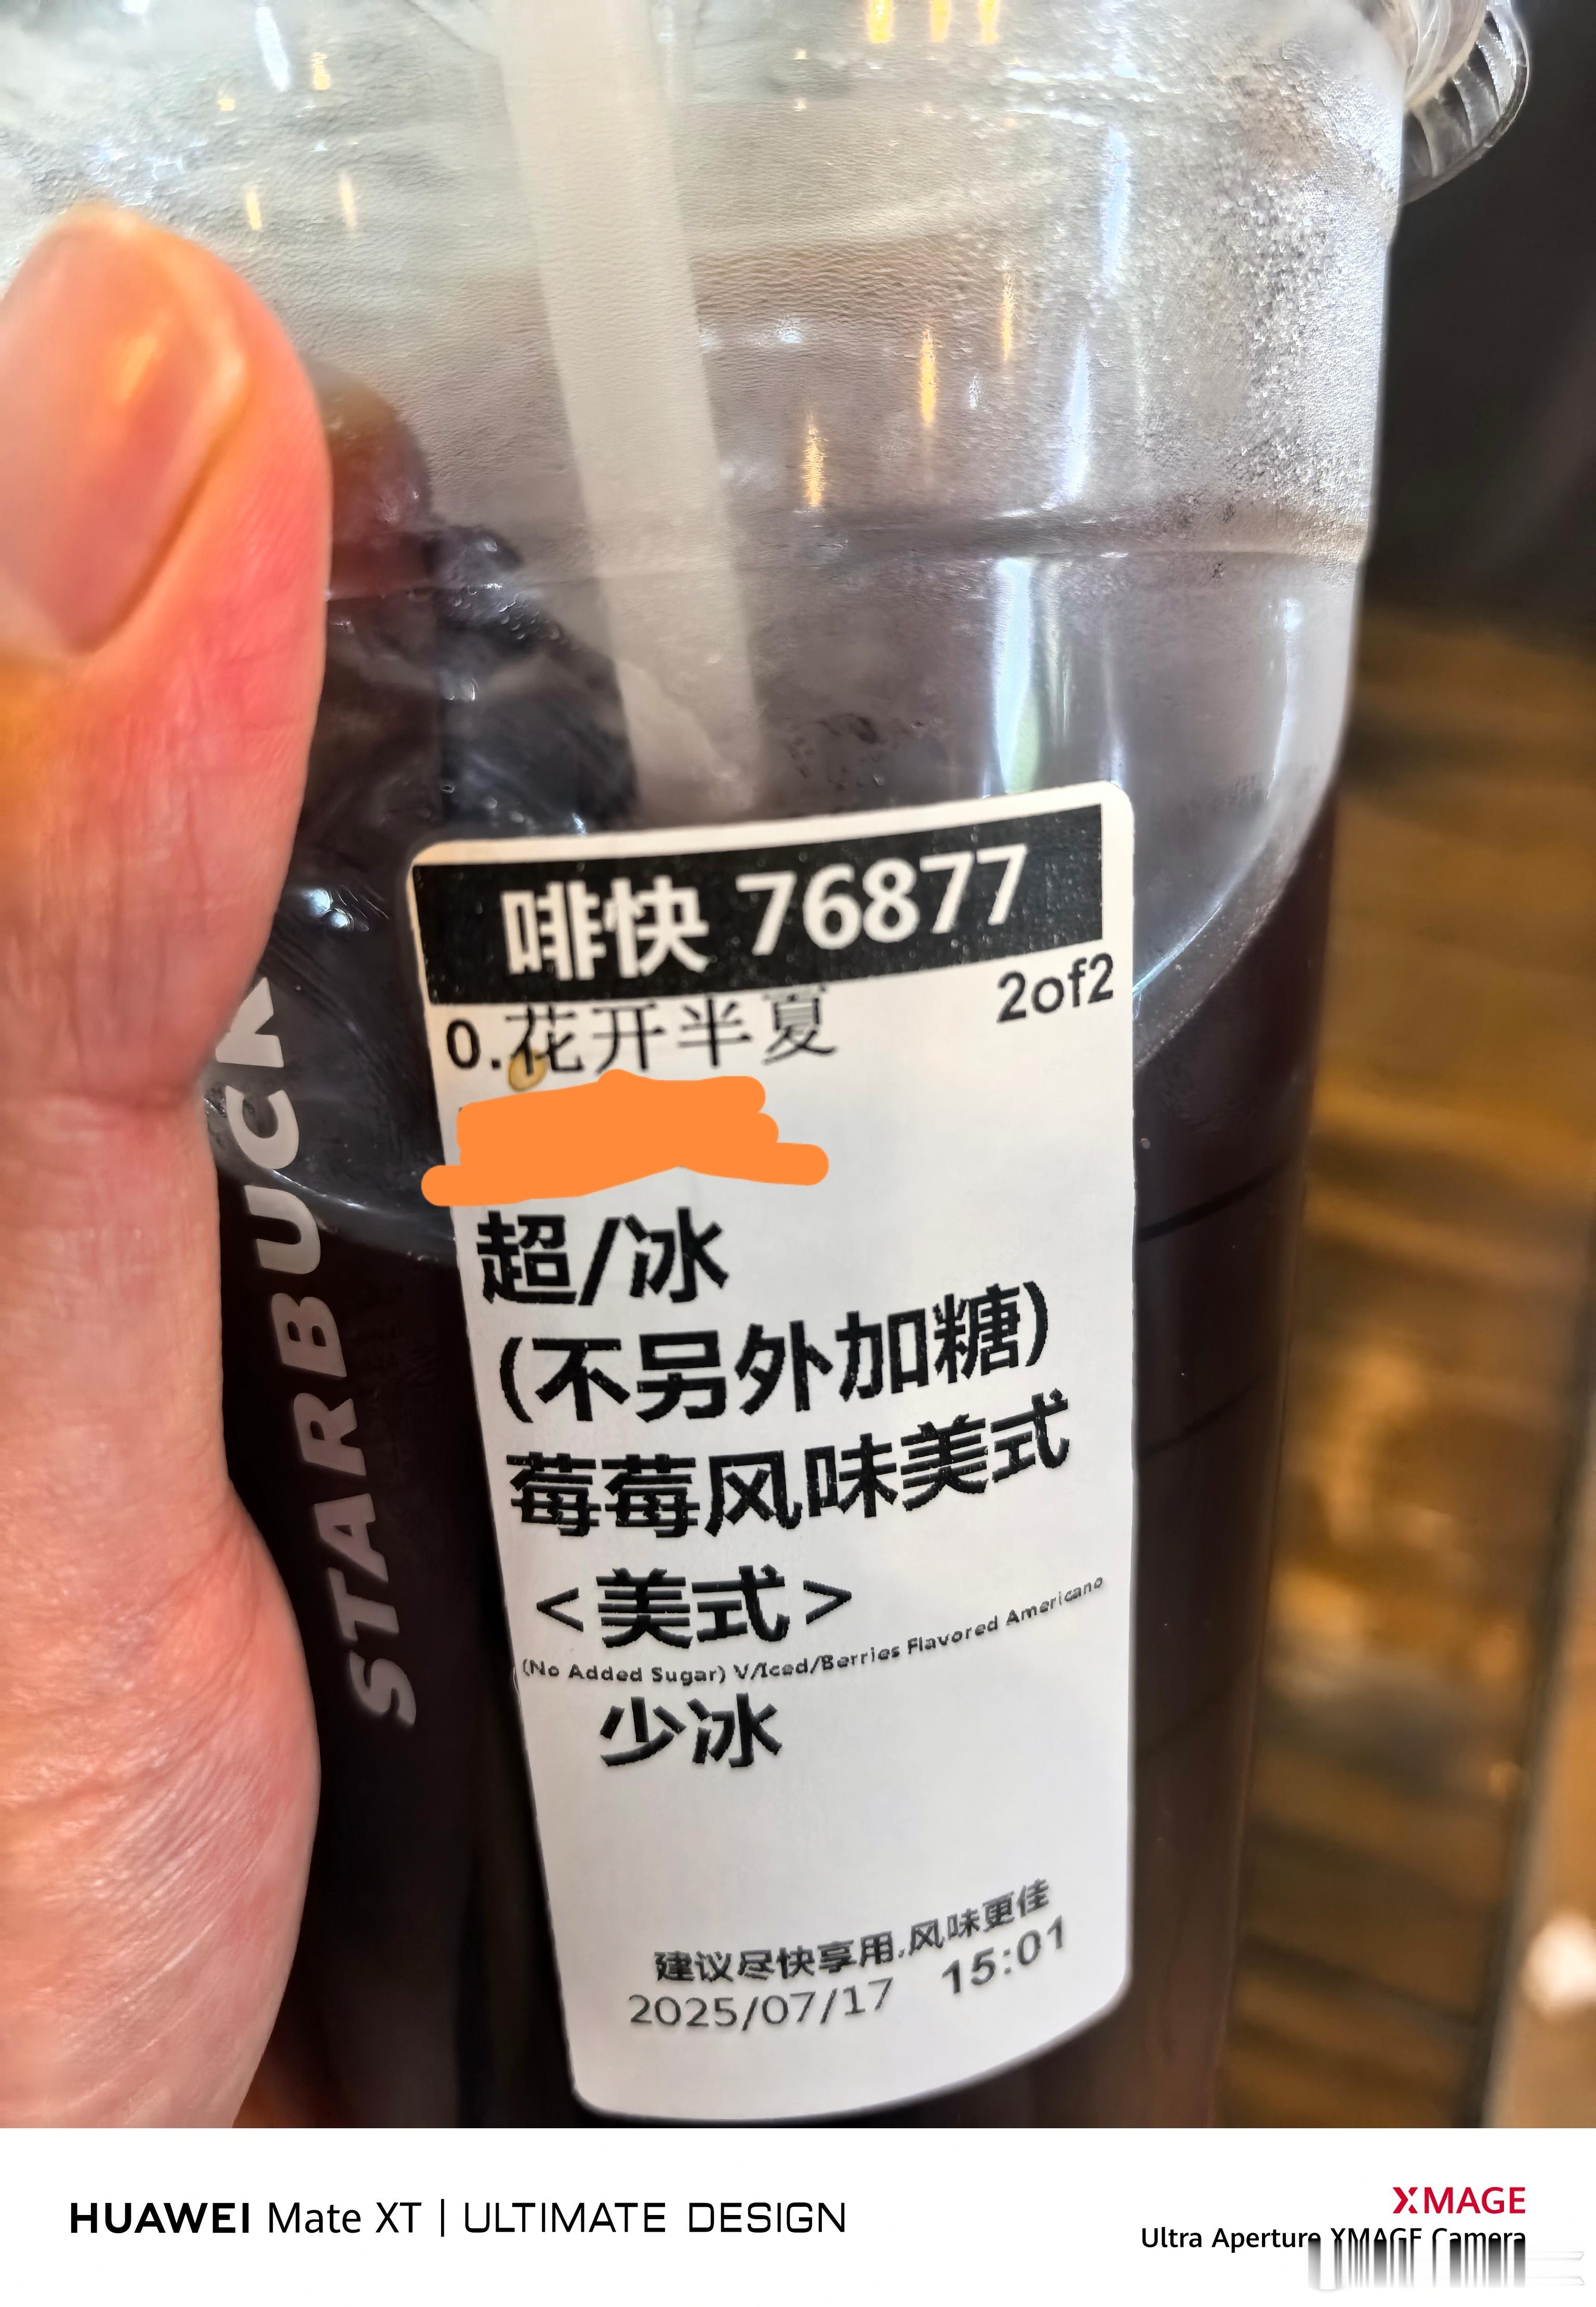 啡快 76877
2of2
0.花开半夏
超/冰
(不另外加糖)
莓莓风味美式
<美式>
(No Added Sugar) V/Iced/Berries Flavored Americano
少冰
建议尽快享用,风味更佳
2025/07/17 15:01
STARBUCK
HUAWEI Mate XT | ULTIMATE DESIGN
XMAGE
Ultra Aperture XMAGE Camera